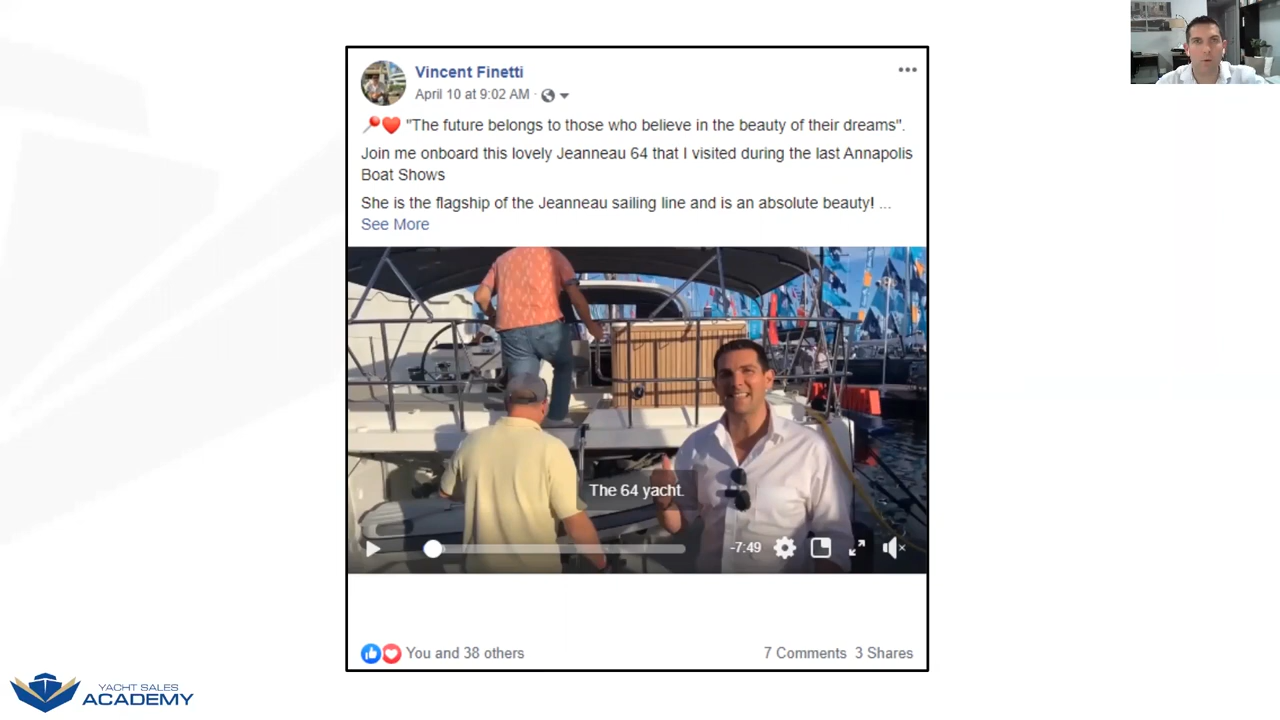 Vincent Finetti
April 10 at 9:02 AM ·
"The future belongs to those who believe in the beauty of their dreams".
Join me onboard this lovely Jeanneau 64 that I visited during the last Annapolis
Boat Shows
She is the flagship of the Jeanneau sailing line and is an absolute beauty! ...
See More
The 64 yacht.
-7:49
You and 38 others
7 Comments 3 Shares
YACHT SALES
ACADEMY